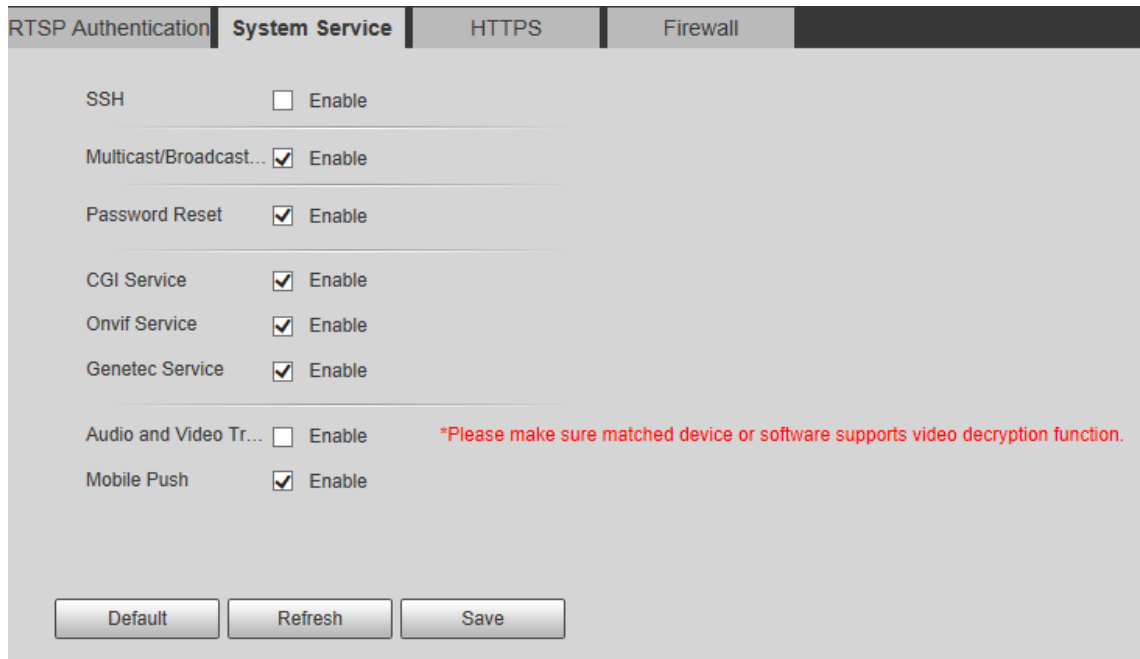 RTSP Authentication System Service HTTPS Firewall
SSH Enable
Multicast/Broadcast... Enable
Password Reset Enable
CGI Service Enable
Onvif Service Enable
Genetec Service Enable
Audio and Video Tr... Enable *Please make sure matched device or software supports video decryption function.
Mobile Push Enable
Default Refresh Save